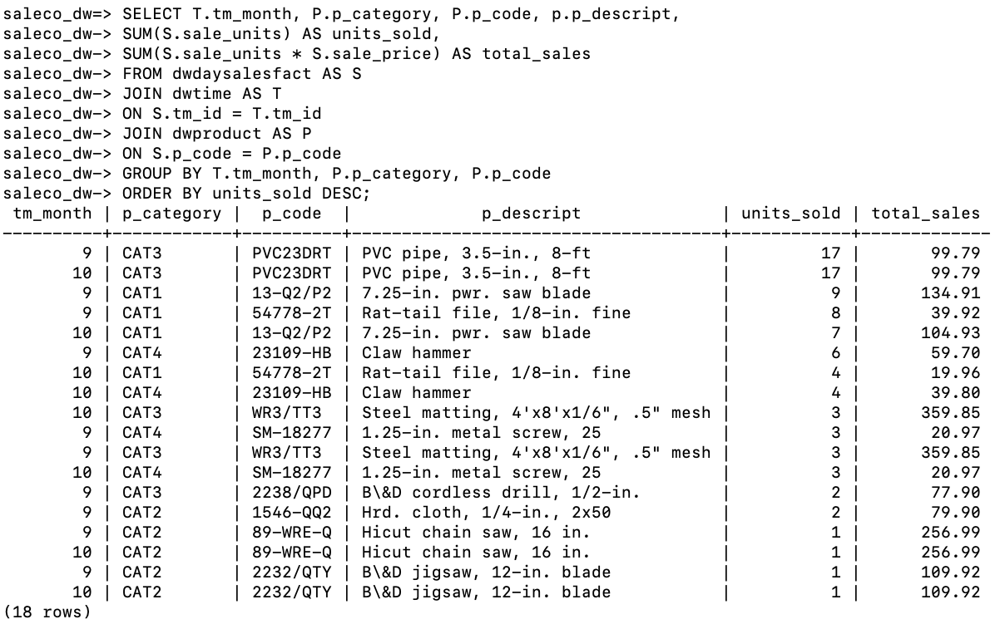 saleco_dw=> SELECT T.tm_month, P.p_category, P.p_code, p.p_descript,
saleco_dw-> SUM(S.sale_units) AS units_sold,
saleco_dw-> SUM(S.sale_units * S.sale_price) AS total_sales
saleco_dw-> FROM dwdaysalesfact AS S
saleco_dw-> JOIN dwtime AS T
saleco_dw-> ON S.tm_id = T.tm_id
saleco_dw-> JOIN dwproduct AS P
saleco_dw-> ON S.p_code = P.p_code
saleco_dw-> GROUP BY T.tm_month, P.p_category, P.p_code
saleco_dw-> ORDER BY units_sold DESC;
 tm_month | p_category |  p_code  |             p_descript              | units_sold | total_sales
----------+------------+----------+-------------------------------------+------------+-------------
        9 | CAT3       | PVC23DRT | PVC pipe, 3.5-in., 8-ft             |         17 |       99.79
       10 | CAT3       | PVC23DRT | PVC pipe, 3.5-in., 8-ft             |         17 |       99.79
        9 | CAT1       | 13-Q2/P2 | 7.25-in. pwr. saw blade             |          9 |      134.91
        9 | CAT1       | 54778-2T | Rat-tail file, 1/8-in. fine         |          8 |       39.92
       10 | CAT1       | 13-Q2/P2 | 7.25-in. pwr. saw blade             |          7 |      104.93
        9 | CAT4       | 23109-HB | Claw hammer                         |          6 |       59.70
       10 | CAT1       | 54778-2T | Rat-tail file, 1/8-in. fine         |          4 |       19.96
       10 | CAT4       | 23109-HB | Claw hammer                         |          4 |       39.80
       10 | CAT3       | WR3/TT3  | Steel matting, 4'x8'x1/6", .5" mesh |          3 |      359.85
        9 | CAT4       | SM-18277 | 1.25-in. metal screw, 25            |          3 |       20.97
        9 | CAT3       | WR3/TT3  | Steel matting, 4'x8'x1/6", .5" mesh |          3 |      359.85
       10 | CAT4       | SM-18277 | 1.25-in. metal screw, 25            |          3 |       20.97
        9 | CAT3       | 2238/QPD | B\&D cordless drill, 1/2-in.        |          2 |       77.90
        9 | CAT2       | 1546-QQ2 | Hrd. cloth, 1/4-in., 2x50           |          2 |       79.90
        9 | CAT2       | 89-WRE-Q | Hicut chain saw, 16 in.             |          1 |      256.99
       10 | CAT2       | 89-WRE-Q | Hicut chain saw, 16 in.             |          1 |      256.99
        9 | CAT2       | 2232/QTY | B\&D jigsaw, 12-in. blade           |          1 |      109.92
       10 | CAT2       | 2232/QTY | B\&D jigsaw, 12-in. blade           |          1 |      109.92
(18 rows)